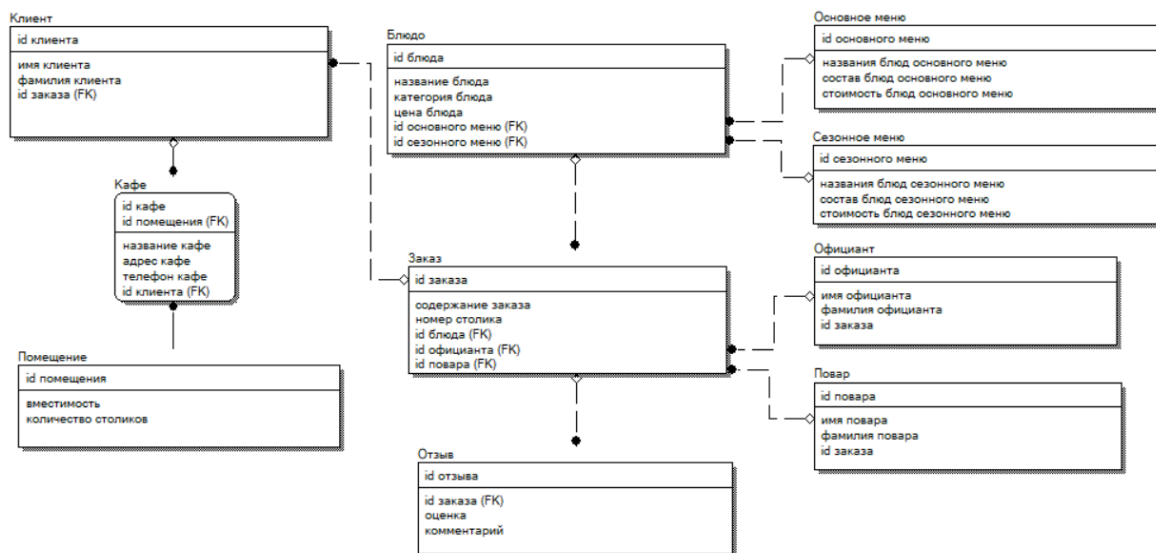 Клиент
id клиента
имя клиента
фамилия клиента
id заказа (FK)
Кафе
id кафе
id помещения (FK)
название кафе
адрес кафе
телефон кафе
id клиента (FK)
Помещение
id помещения
вместимость
количество столиков
Блюдо
id блюда
название блюда
категория блюда
цена блюда
id основного меню (FK)
id сезонного меню (FK)
Заказ
id заказа
содержание заказа
номер столика
id блюда (FK)
id официанта (FK)
id повара (FK)
Отзыв
id отзыва
id заказа (FK)
оценка
комментарий
Основное меню
id основного меню
названия блюд основного меню
состав блюд основного меню
стоимость блюд основного меню
Сезонное меню
id сезонного меню
названия блюд сезонного меню
состав блюд сезонного меню
стоимость блюд сезонного меню
Официант
id официанта
имя официанта
фамилия официанта
id заказа
Повар
id повара
имя повара
фамилия повара
id заказа